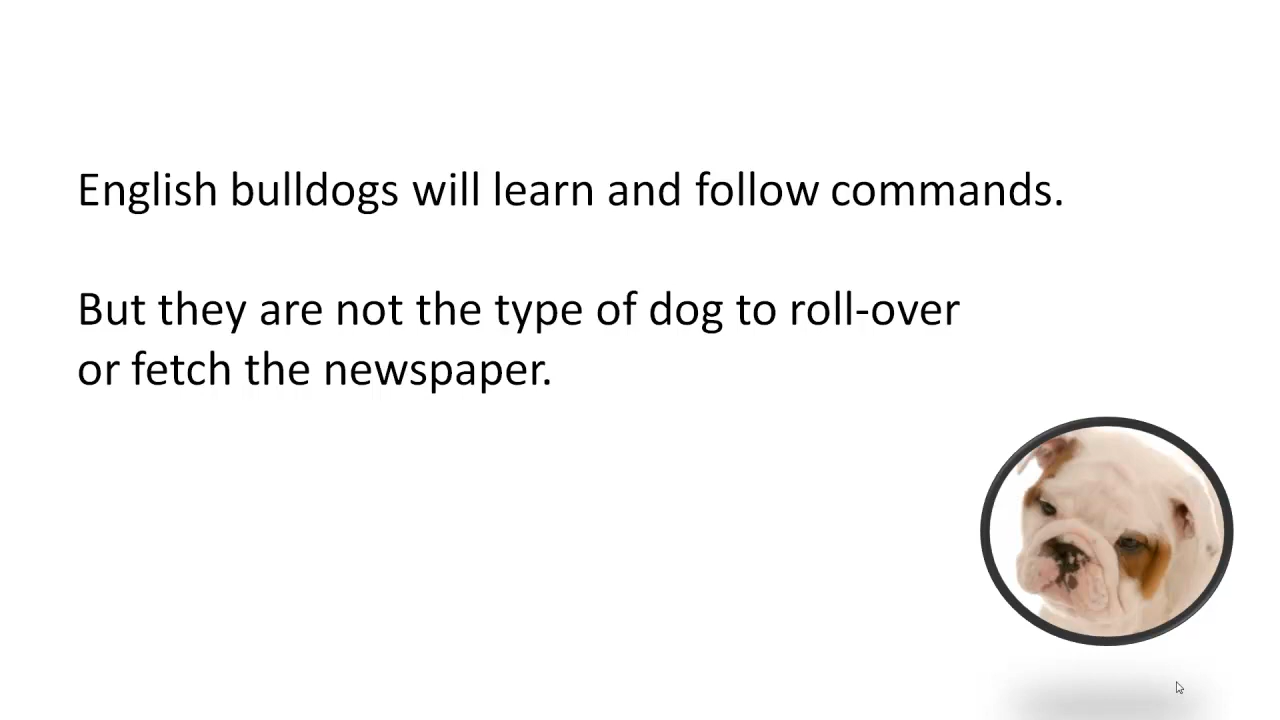 English bulldogs will learn and follow commands.
But they are not the type of dog to roll-over
or fetch the newspaper.